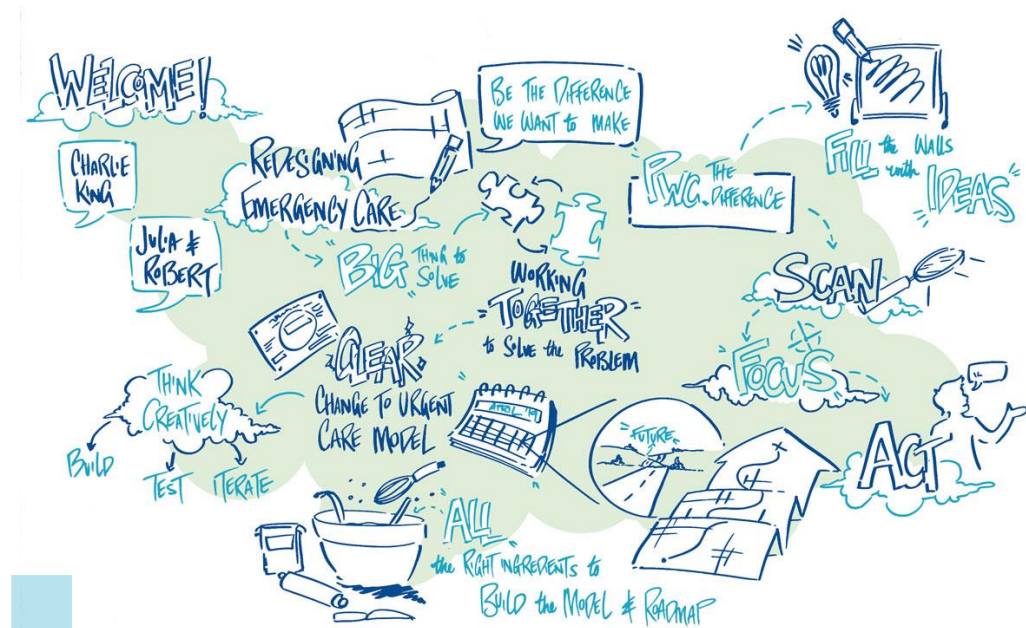 WELCOME!
CHARLIE
KING
JULIA &
ROBERT
REDESIGNING
EMERGENCY CARE
BE THE DIFFERENCE
WE WANT to MAKE
"BIG" THING to
SOLVE
WORKING
"TOGETHER"
to SOLVE the PROBLEM
CLEAR
CHANGE TO URGENT
CARE MODEL
THINK
CREATIVELY
BUILD
TEST
ITERATE
APRIL '19
FUTURE
ALL
the RIGHT INGREDIENTS to
BUILD the MODEL & ROADMAP
PWC. THE
DIFFERENCE
FILL the WALLS
with IDEAS
SCAN
FOCUS
ACT